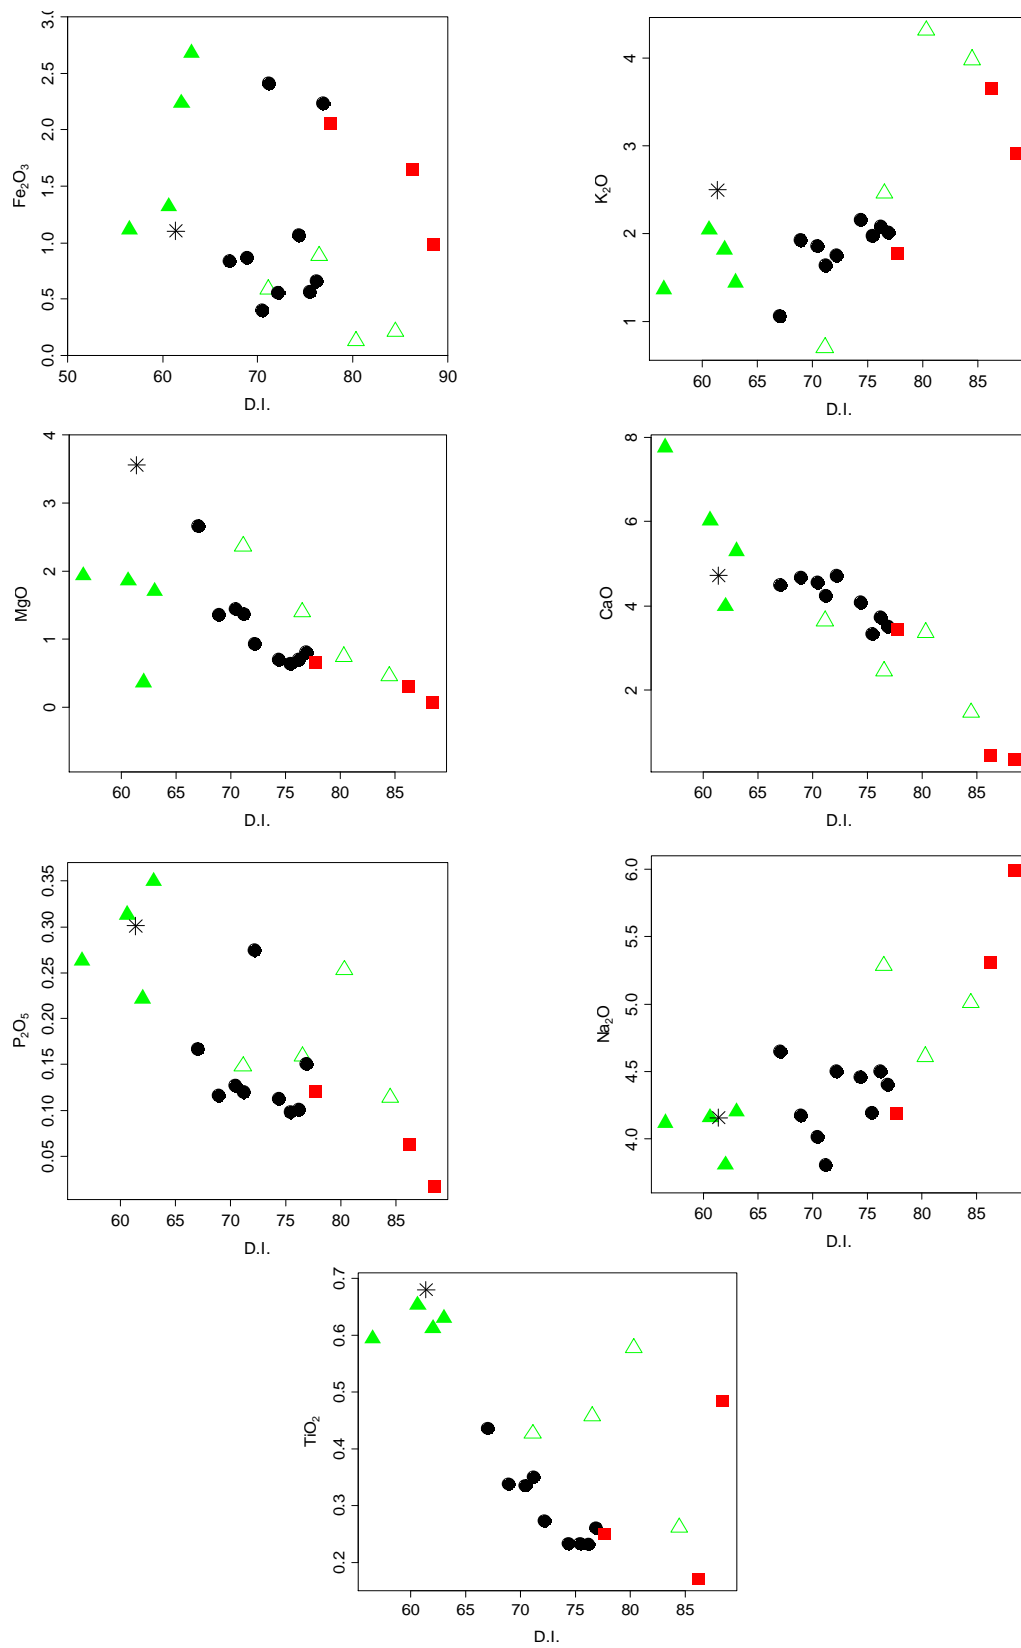 Fe₂O₃
3.0
2.5
2.0
1.5
1.0
0.5
0.0
50 60 70 80 90
D.I.
K₂O
4
3
2
1
60 65 70 75 80 85
D.I.
MgO
4
3
2
1
0
60 65 70 75 80 85
D.I.
CaO
8
6
4
2
60 65 70 75 80 85
D.I.
P₂O₅
0.35
0.30
0.25
0.20
0.15
0.10
0.05
60 65 70 75 80 85
D.I.
Na₂O
6.0
5.5
5.0
4.5
4.0
60 65 70 75 80 85
D.I.
TiO₂
0.7
0.6
0.5
0.4
0.3
0.2
60 65 70 75 80 85
D.I.